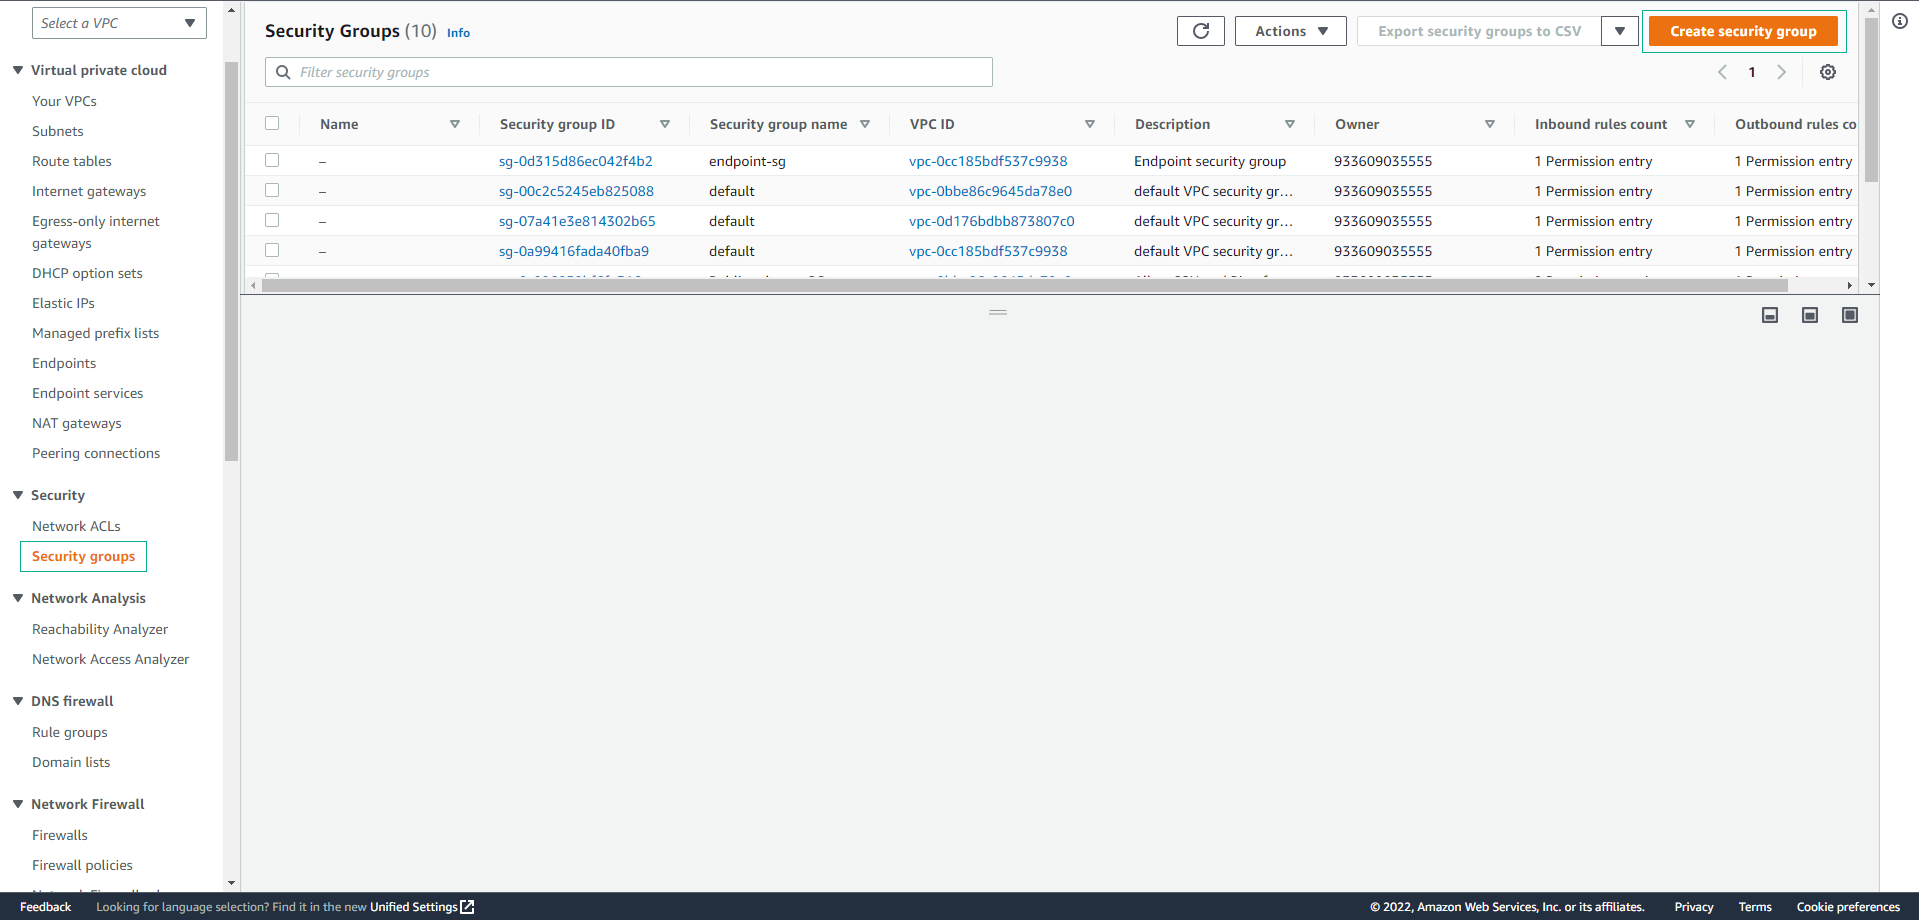 Select a VPC
Virtual private cloud
Your VPCs
Subnets
Route tables
Internet gateways
Egress-only internet
gateways
DHCP option sets
Elastic IPs
Managed prefix lists
Endpoints
Endpoint services
NAT gateways
Peering connections
Security
Network ACLs
Security groups
Network Analysis
Reachability Analyzer
Network Access Analyzer
DNS firewall
Rule groups
Domain lists
Network Firewall
Firewalls
Firewall policies
Security Groups (10) Info
Actions
Export security groups to CSV
Create security group
Filter security groups
1
Name Security group ID Security group name VPC ID Description Owner Inbound rules count Outbound rules co
– sg-0d315d86ec042f4b2 endpoint-sg vpc-0cc185bdf537c9938 Endpoint security group 933609035555 1 Permission entry 1 Permission entry
– sg-00c2c5245eb825088 default vpc-0bbe86c9645da78e0 default VPC security gr... 933609035555 1 Permission entry 1 Permission entry
– sg-07a41e3e814302b65 default vpc-0d176bdbb873807c0 default VPC security gr... 933609035555 1 Permission entry 1 Permission entry
– sg-0a99416fada40fba9 default vpc-0cc185bdf537c9938 default VPC security gr... 933609035555 1 Permission entry 1 Permission entry
Feedback Looking for language selection? Find it in the new Unified Settings © 2022, Amazon Web Services, Inc. or its affiliates. Privacy Terms Cookie preferences